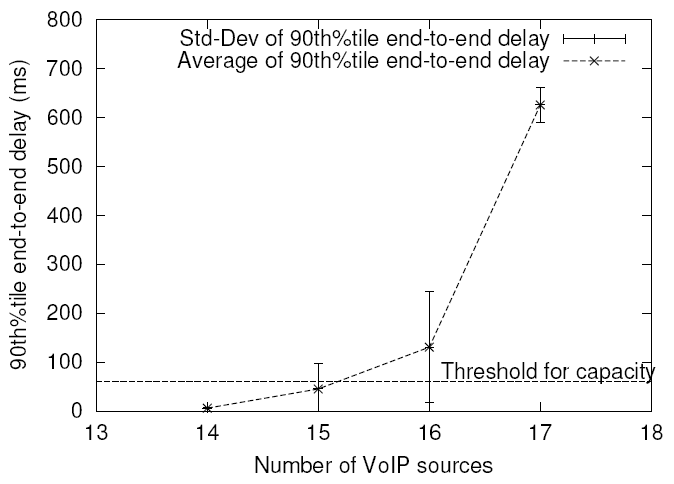 800
700
600
500
400
300
200
100
0
90th%tile end-to-end delay (ms)
Std-Dev of 90th%tile end-to-end delay
Average of 90th%tile end-to-end delay
Threshold for capacity
13 14 15 16 17 18
Number of VoIP sources